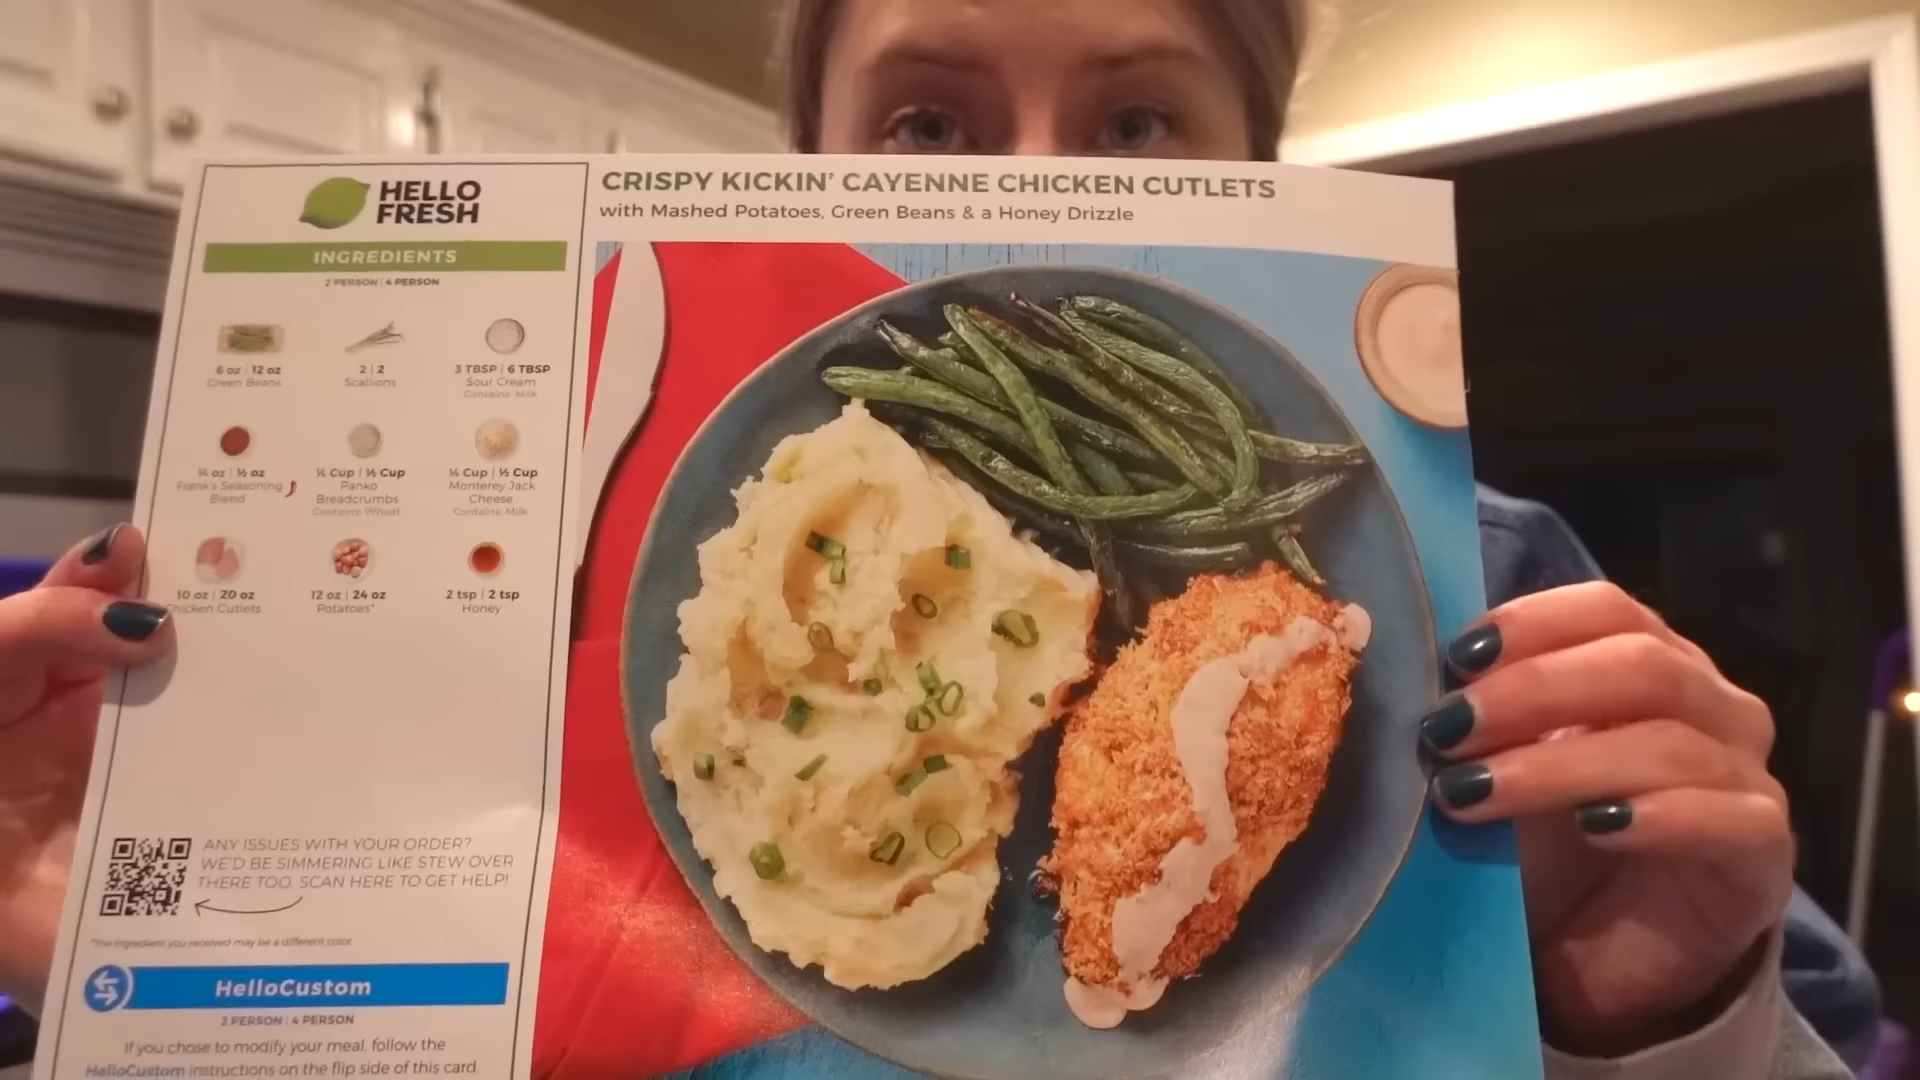 HELLO
FRESH
CRISPY KICKIN' CAYENNE CHICKEN CUTLETS
with Mashed Potatoes, Green Beans & a Honey Drizzle
INGREDIENTS
2 PERSON | 4 PERSON
6 oz | 12 oz
Green Beans
2 | 2
Scallions
3 TBSP | 6 TBSP
Sour Cream
Contains: Milk
¼ oz | ½ oz
Frank's Seasoning
Blend
¼ Cup | ½ Cup
Panko
Breadcrumbs
Contains: Wheat
¼ Cup | ½ Cup
Monterey Jack
Cheese
Contains: Milk
10 oz | 20 oz
Chicken Cutlets
12 oz | 24 oz
Potatoes*
2 tsp | 2 tsp
Honey
ANY ISSUES WITH YOUR ORDER?
WE'D BE SIMMERING LIKE STEW OVER
THERE TOO. SCAN HERE TO GET HELP!
*The ingredient you received may be a different color.
HelloCustom
2 PERSON | 4 PERSON
If you chose to modify your meal, follow the
HelloCustom instructions on the flip side of this card